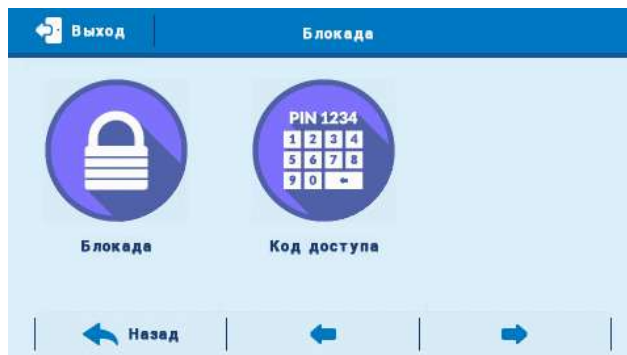 Выход
Блокада
PIN 1234
1 2 3 4
5 6 7 8
9 0
Блокада
Код доступа
Назад